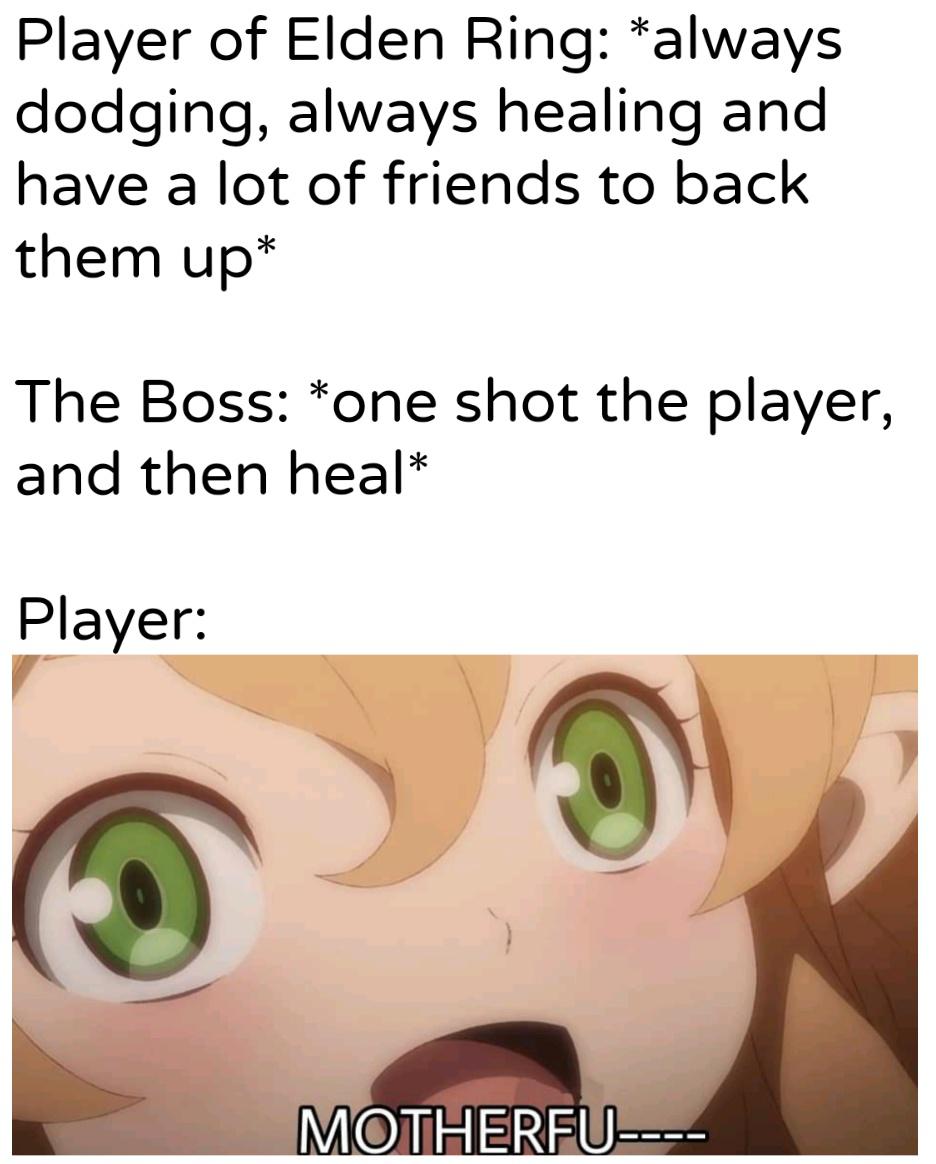 Player of Elden Ring: *always
dodging, always healing and
have a lot of friends to back
them up*
The Boss: *one shot the player,
and then heal*
Player:
MOTHERFU----